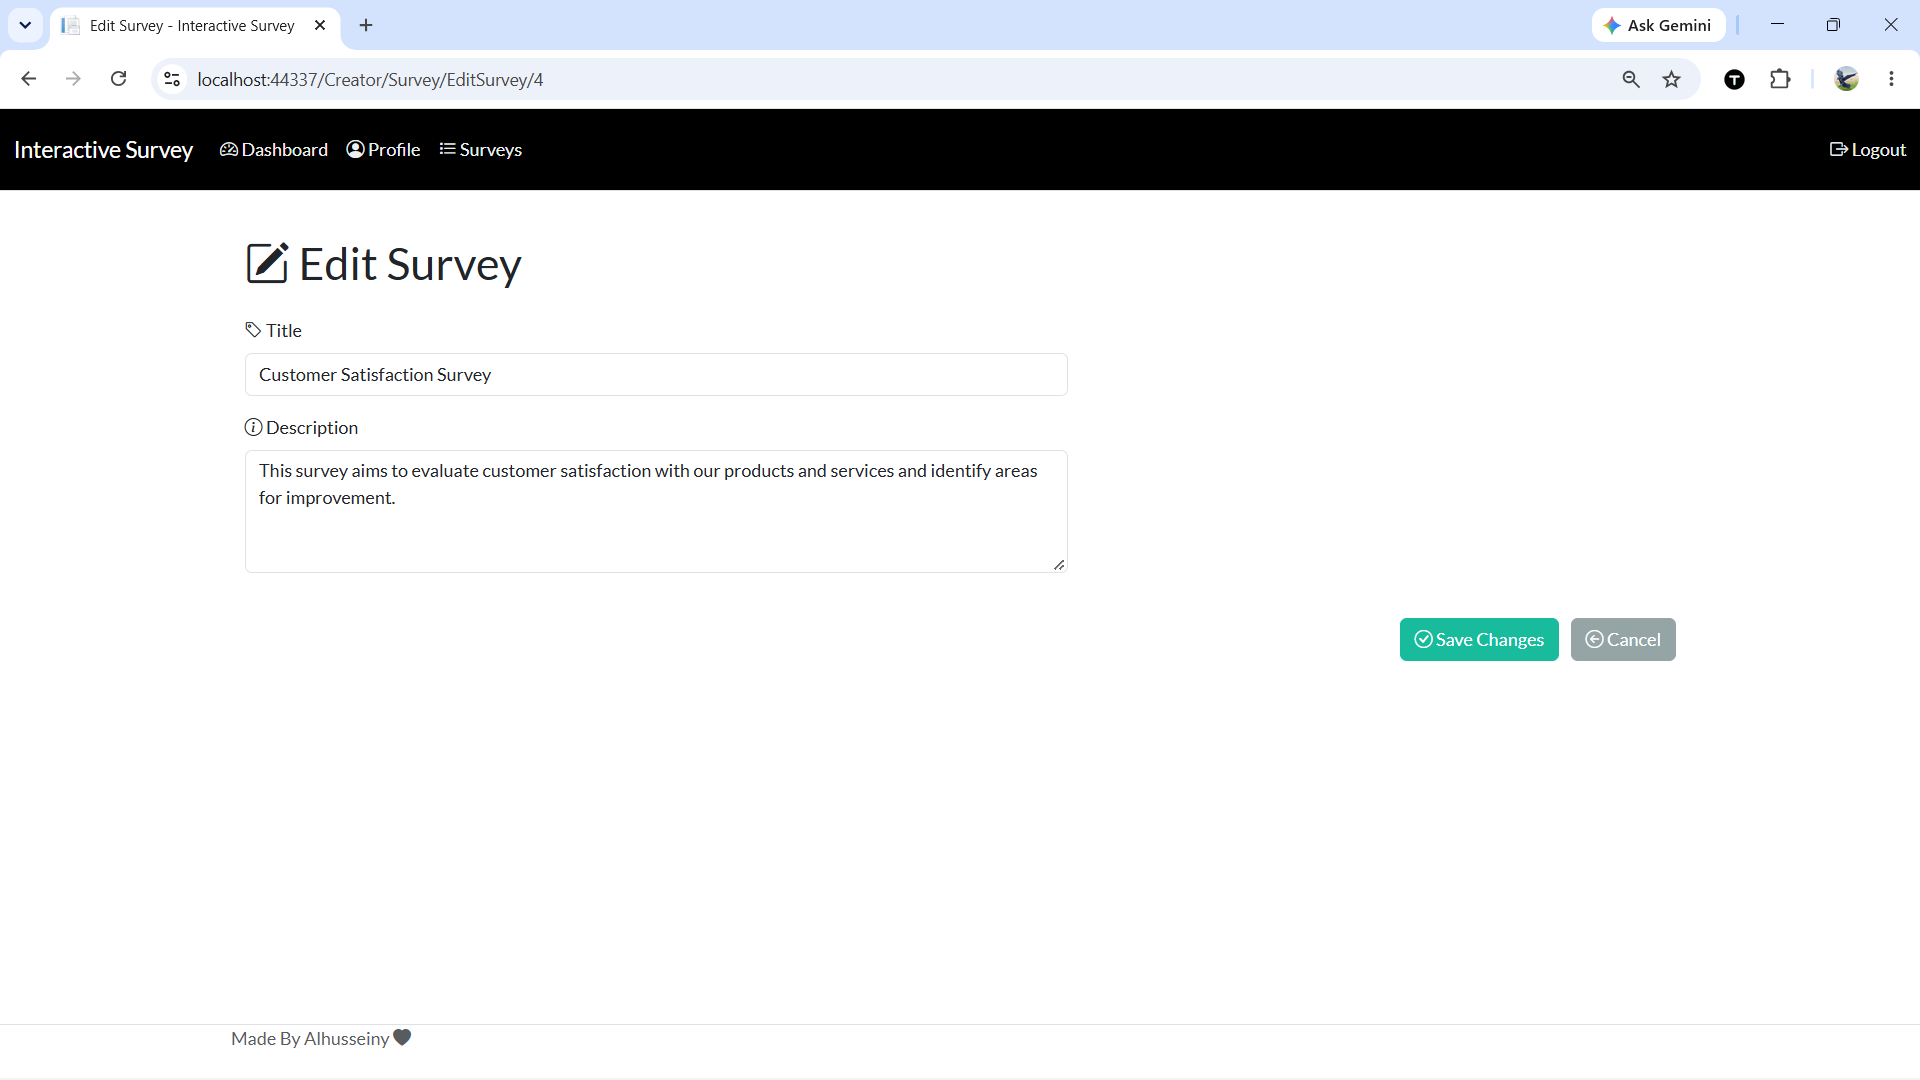 Edit Survey - Interactive Survey
Ask Gemini
localhost:44337/Creator/Survey/EditSurvey/4
Interactive Survey Dashboard Profile Surveys Logout
Edit Survey
Title
Customer Satisfaction Survey
Description
This survey aims to evaluate customer satisfaction with our products and services and identify areas
for improvement.
Save Changes Cancel
Made By Alhusseiny